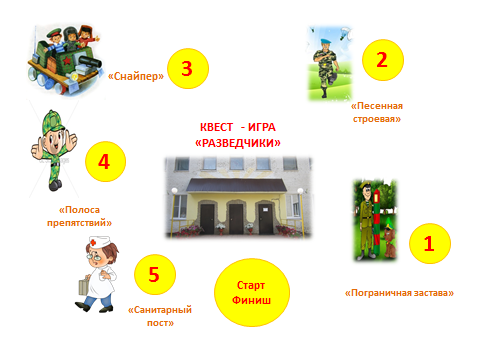 3
«Снайпер»
2
«Песенная
строевая»
КВЕСТ - ИГРА
«РАЗВЕДЧИКИ»
4
«Полоса
препятствий»
1
«Пограничная застава»
5
«Санитарный
пост»
Старт
Финиш